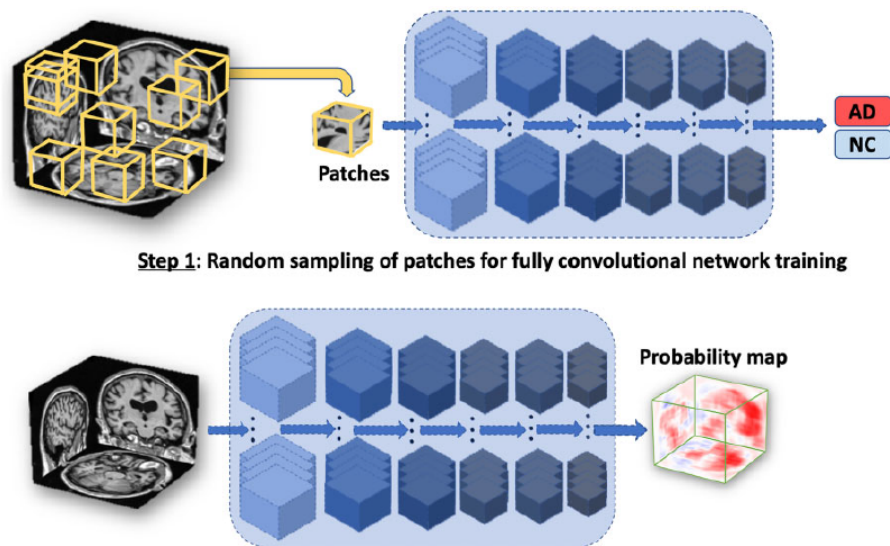 AD
NC
Patches
Step 1: Random sampling of patches for fully convolutional network training
Probability map